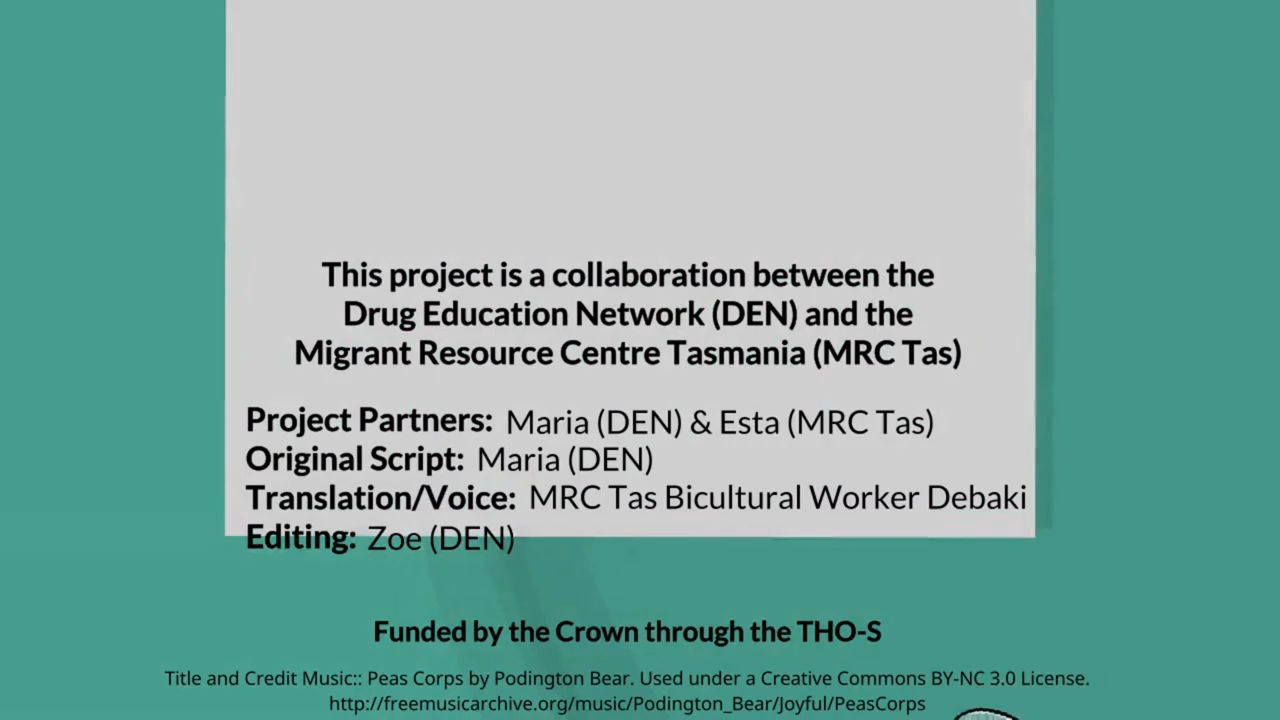 This project is a collaboration between the
Drug Education Network (DEN) and the
Migrant Resource Centre Tasmania (MRC Tas)
Project Partners: Maria (DEN) & Esta (MRC Tas)
Original Script: Maria (DEN)
Translation/Voice: MRC Tas Bicultural Worker Debaki
Editing: Zoe (DEN)
Funded by the Crown through the THO-S
Title and Credit Music:: Peas Corps by Podington Bear. Used under a Creative Commons BY-NC 3.0 License.
http://freemusicarchive.org/music/Podington_Bear/Joyful/PeasCorps